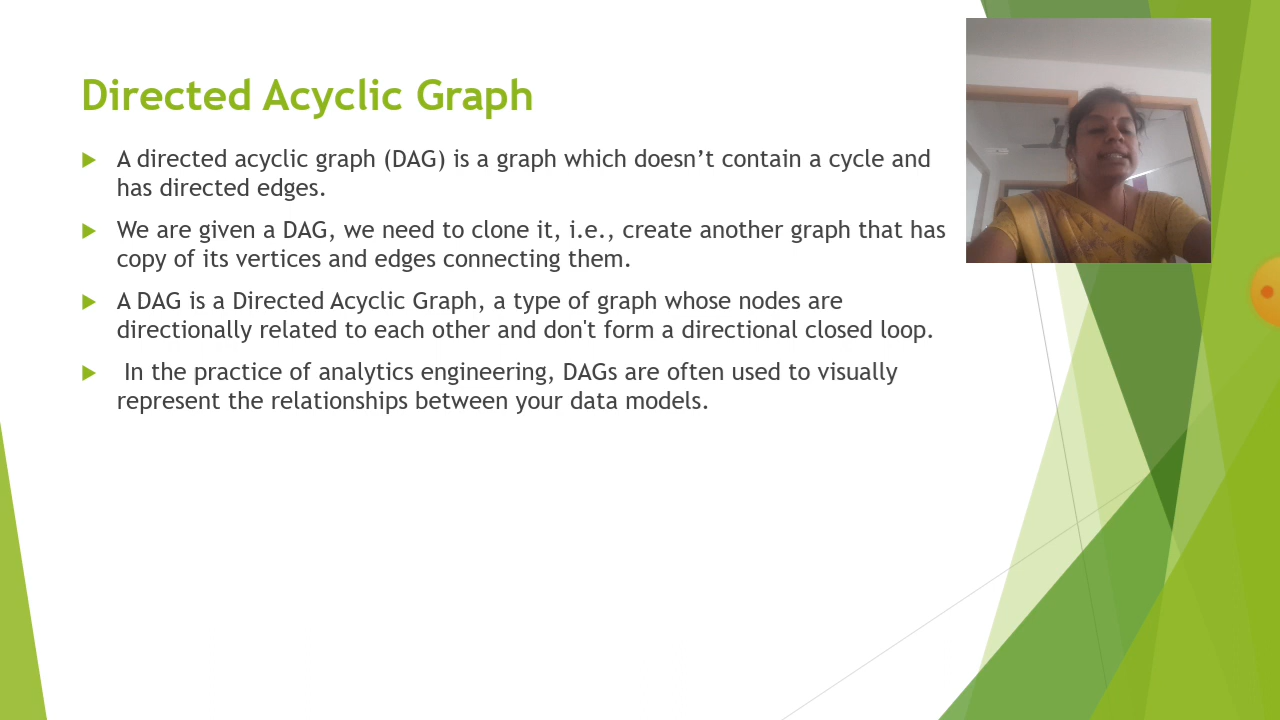 Directed Acyclic Graph
A directed acyclic graph (DAG) is a graph which doesn’t contain a cycle and
has directed edges.
We are given a DAG, we need to clone it, i.e., create another graph that has
copy of its vertices and edges connecting them.
A DAG is a Directed Acyclic Graph, a type of graph whose nodes are
directionally related to each other and don't form a directional closed loop.
In the practice of analytics engineering, DAGs are often used to visually
represent the relationships between your data models.